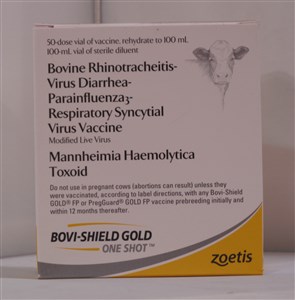 50-dose vial of vaccine, rehydrate to 100 mL
100-mL vial of sterile diluent
Bovine Rhinotracheitis-
Virus Diarrhea-
Parainfluenza3-
Respiratory Syncytial
Virus Vaccine
Modified Live Virus
Mannheimia Haemolytica
Toxoid
Do not use in pregnant cows (abortions can result) unless they
were vaccinated, according to label directions, with any Bovi-Shield
GOLD® FP or PregGuard® GOLD FP vaccine prebreeding initially and
within 12 months thereafter.
BOVI-SHIELD GOLD
ONE SHOT™
zoetis